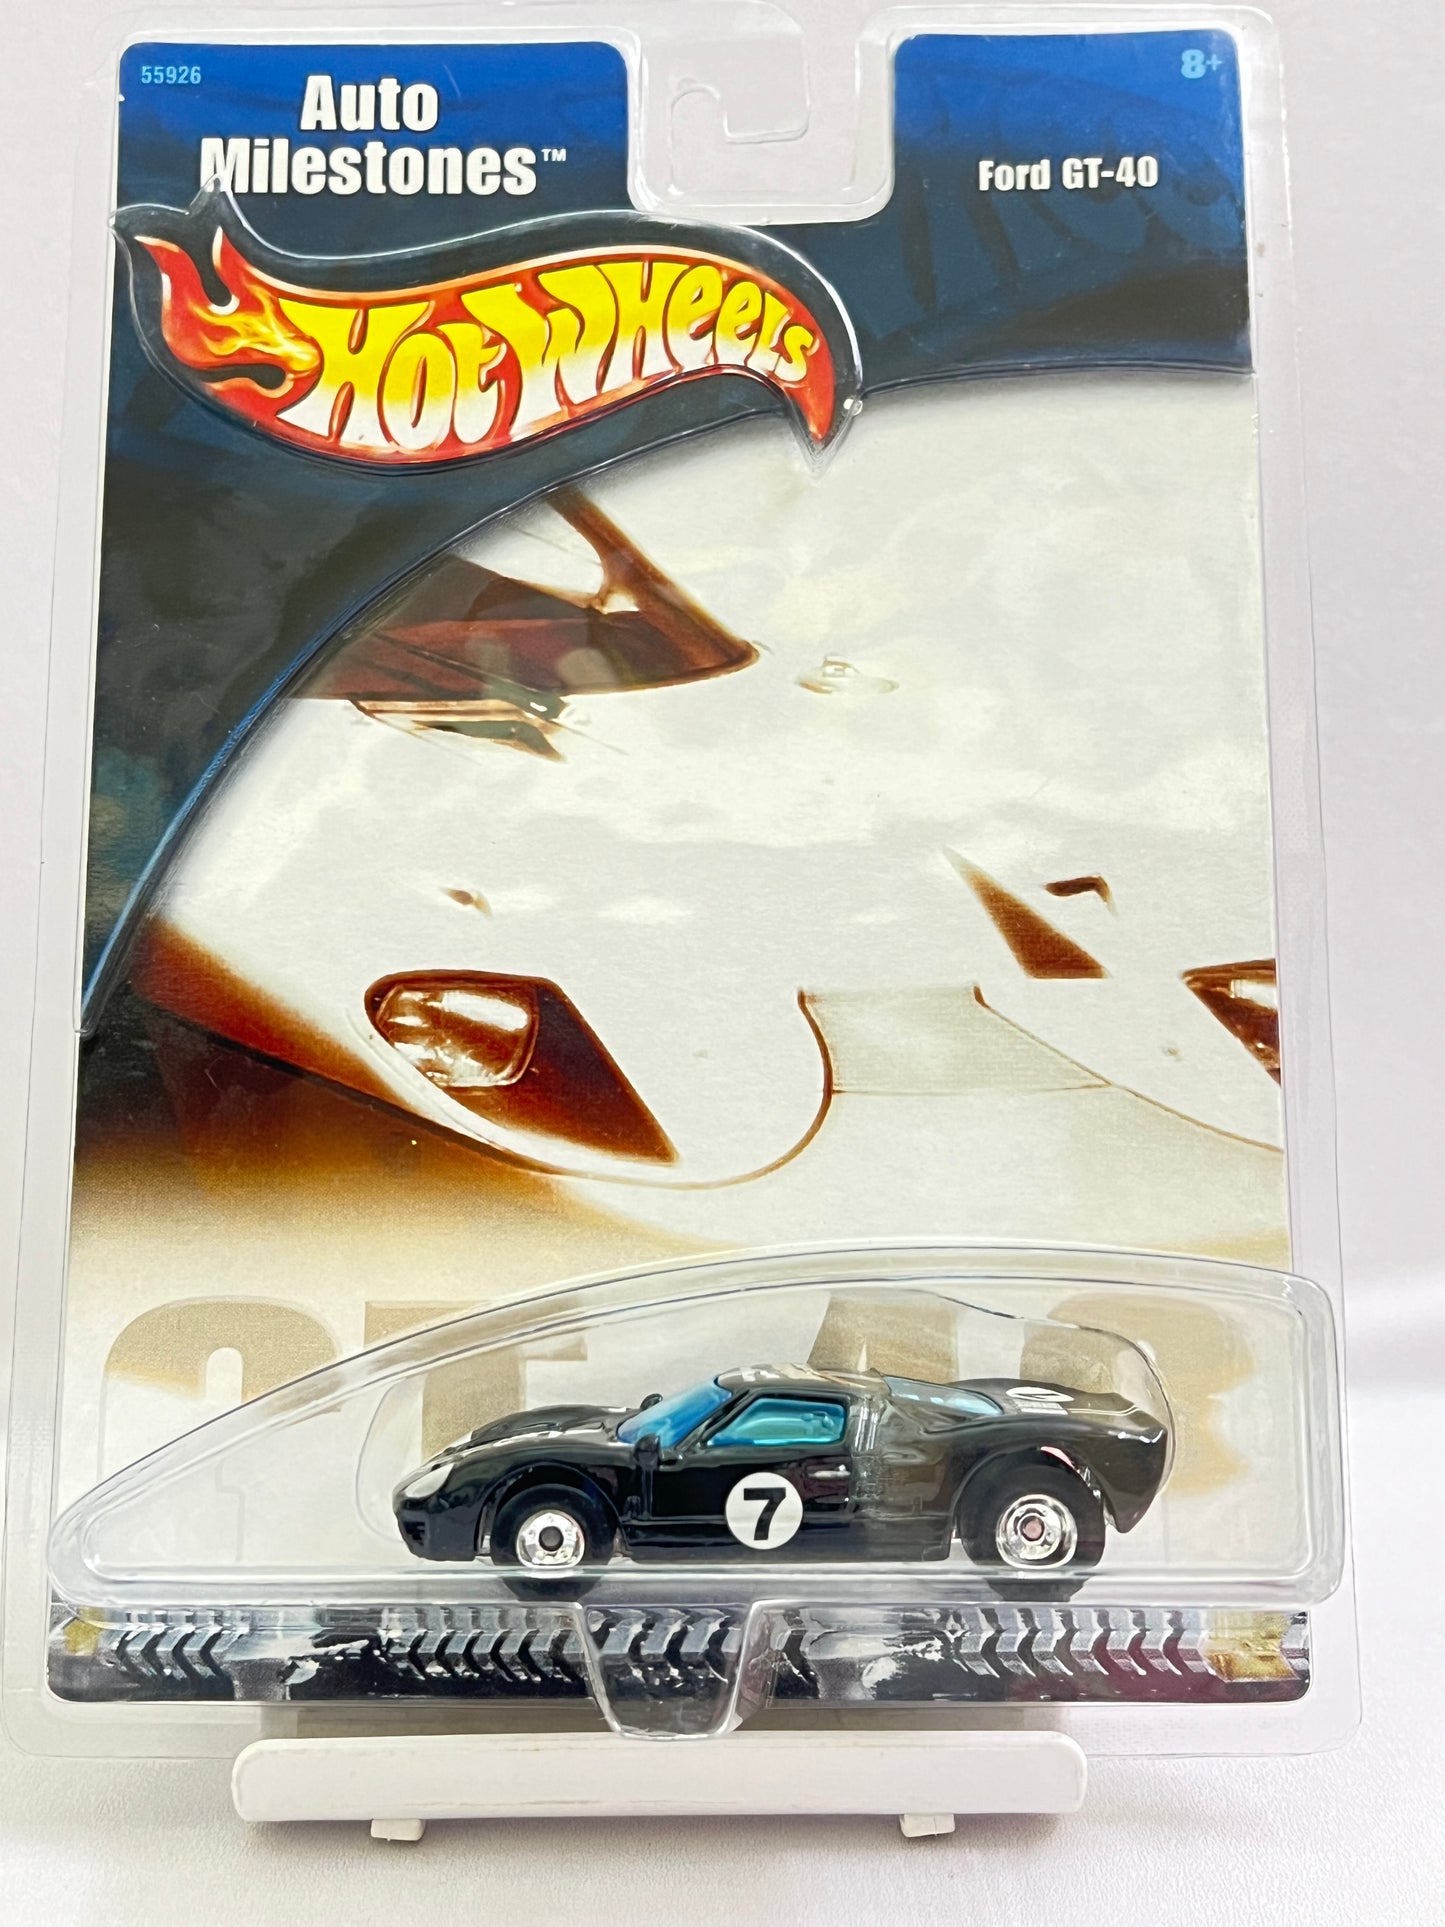 55926
Auto
Milestones™
8+
Ford GT-40
Hot Wheels
7